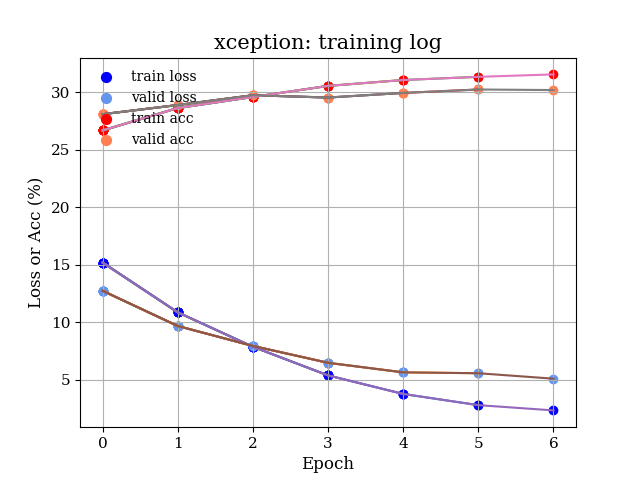 xception: training log
train loss
valid loss
train acc
valid acc
Loss or Acc (%)
30
25
20
15
10
5
0 1 2 3 4 5 6
Epoch